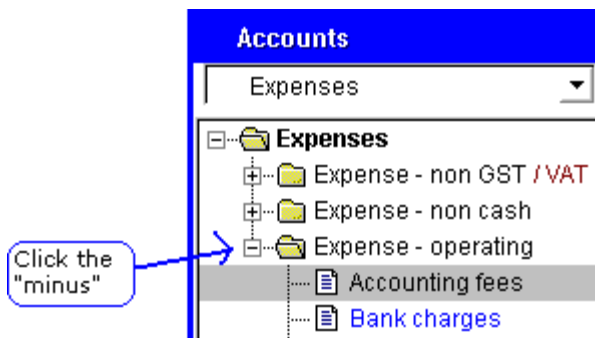 Accounts
Expenses
Expenses
Expense - non GST / VAT
Expense - non cash
Expense - operating
Click the
"minus"
Accounting fees
Bank charges